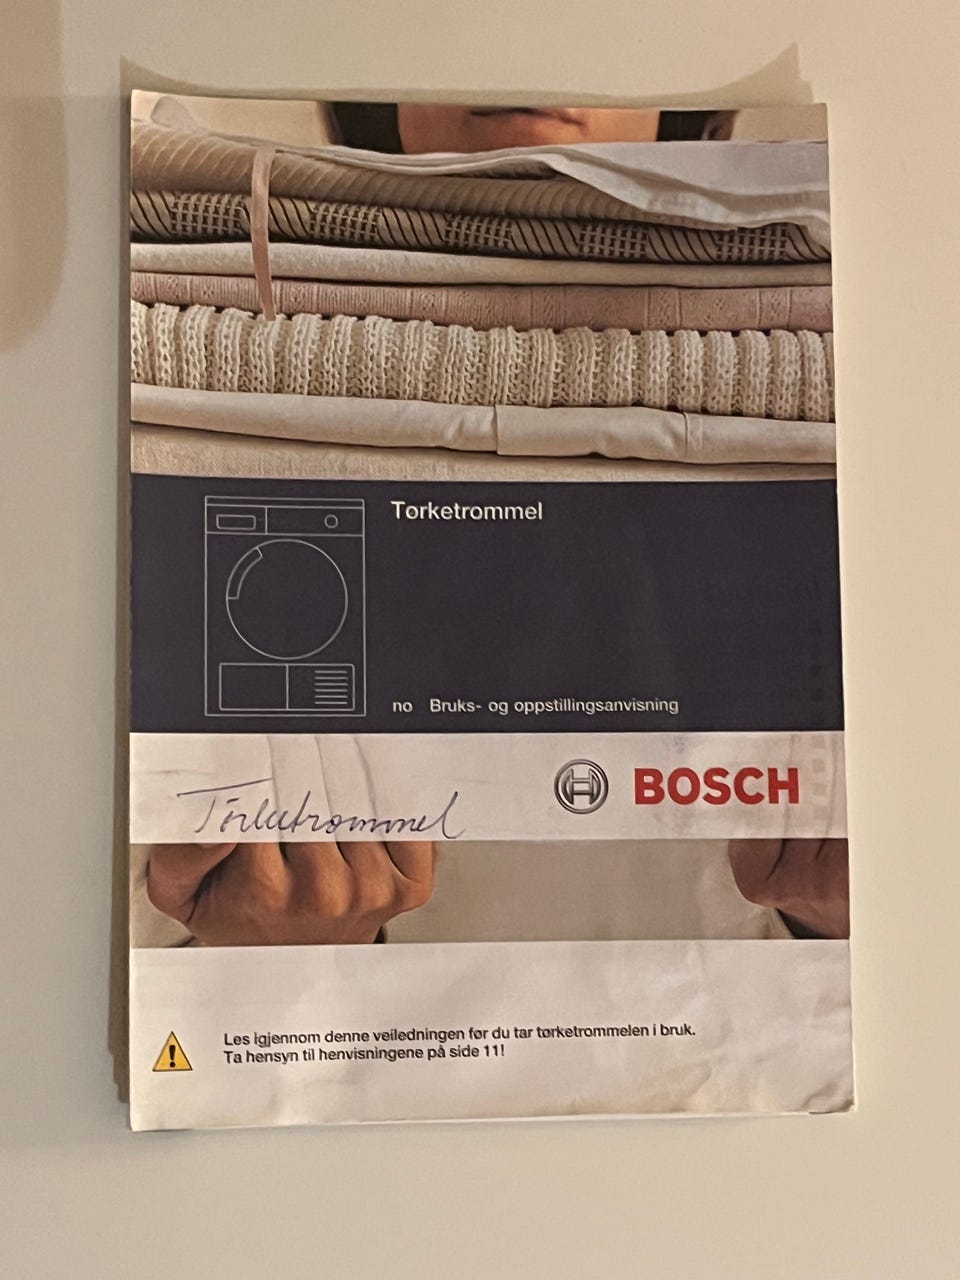 Tørketrommel
no Bruks- og oppstillingsanvisning
BOSCH
Tørketrommel
Les igjennom denne veiledningen før du tar tørketrommelen i bruk.
Ta hensyn til henvisningene på side 11!